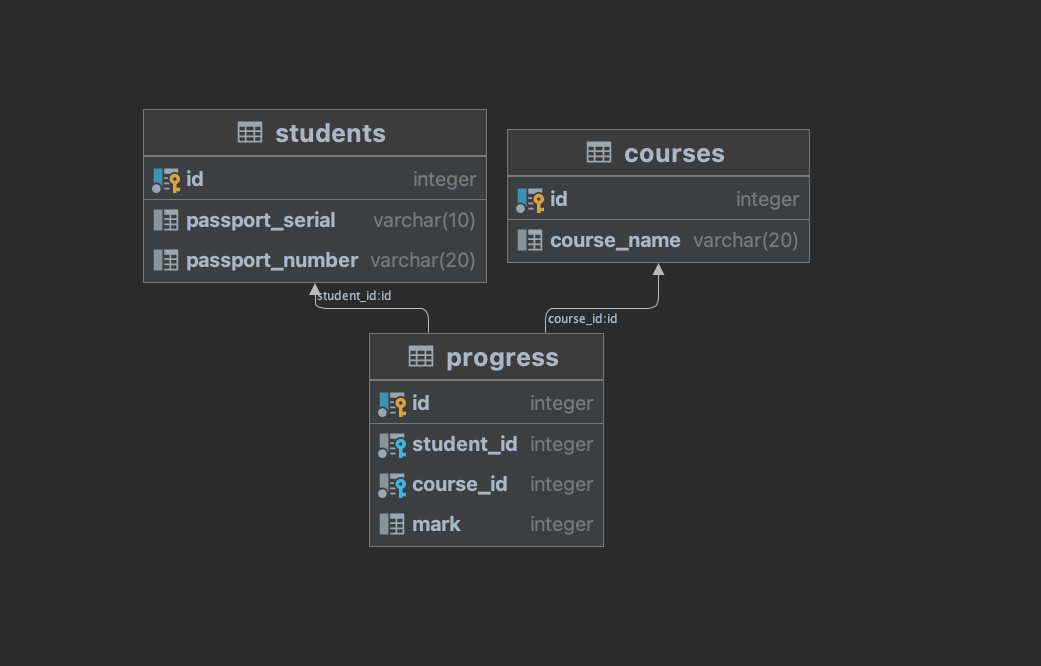 students
id integer
passport_serial varchar(10)
passport_number varchar(20)
courses
id integer
course_name varchar(20)
student_id:id
course_id:id
progress
id integer
student_id integer
course_id integer
mark integer